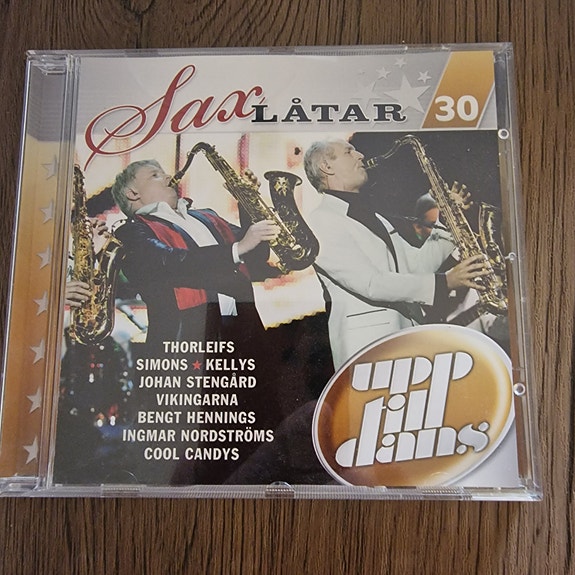 Sax LÅTAR 30
THORLEIFS
SIMONS ★ KELLYS
JOHAN STENGÅRD
VIKINGARNA
BENGT HENNINGS
INGMAR NORDSTRÖMS
COOL CANDYS
upp
till
dans